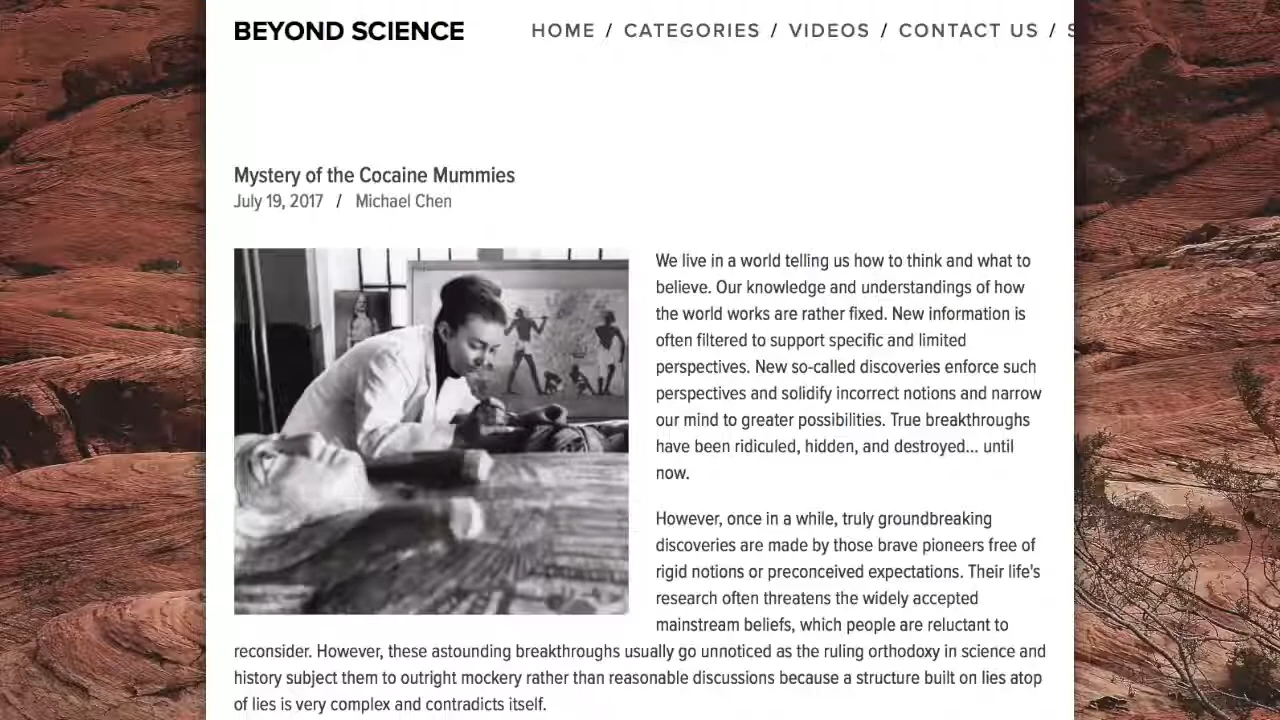 BEYOND SCIENCE
HOME / CATEGORIES / VIDEOS / CONTACT US / S
Mystery of the Cocaine Mummies
July 19, 2017 / Michael Chen
We live in a world telling us how to think and what to
believe. Our knowledge and understandings of how
the world works are rather fixed. New information is
often filtered to support specific and limited
perspectives. New so-called discoveries enforce such
perspectives and solidify incorrect notions and narrow
our mind to greater possibilities. True breakthroughs
have been ridiculed, hidden, and destroyed... until
now.
However, once in a while, truly groundbreaking
discoveries are made by those brave pioneers free of
rigid notions or preconceived expectations. Their life's
research often threatens the widely accepted
mainstream beliefs, which people are reluctant to
reconsider. However, these astounding breakthroughs usually go unnoticed as the ruling orthodoxy in science and
history subject them to outright mockery rather than reasonable discussions because a structure built on lies atop
of lies is very complex and contradicts itself.